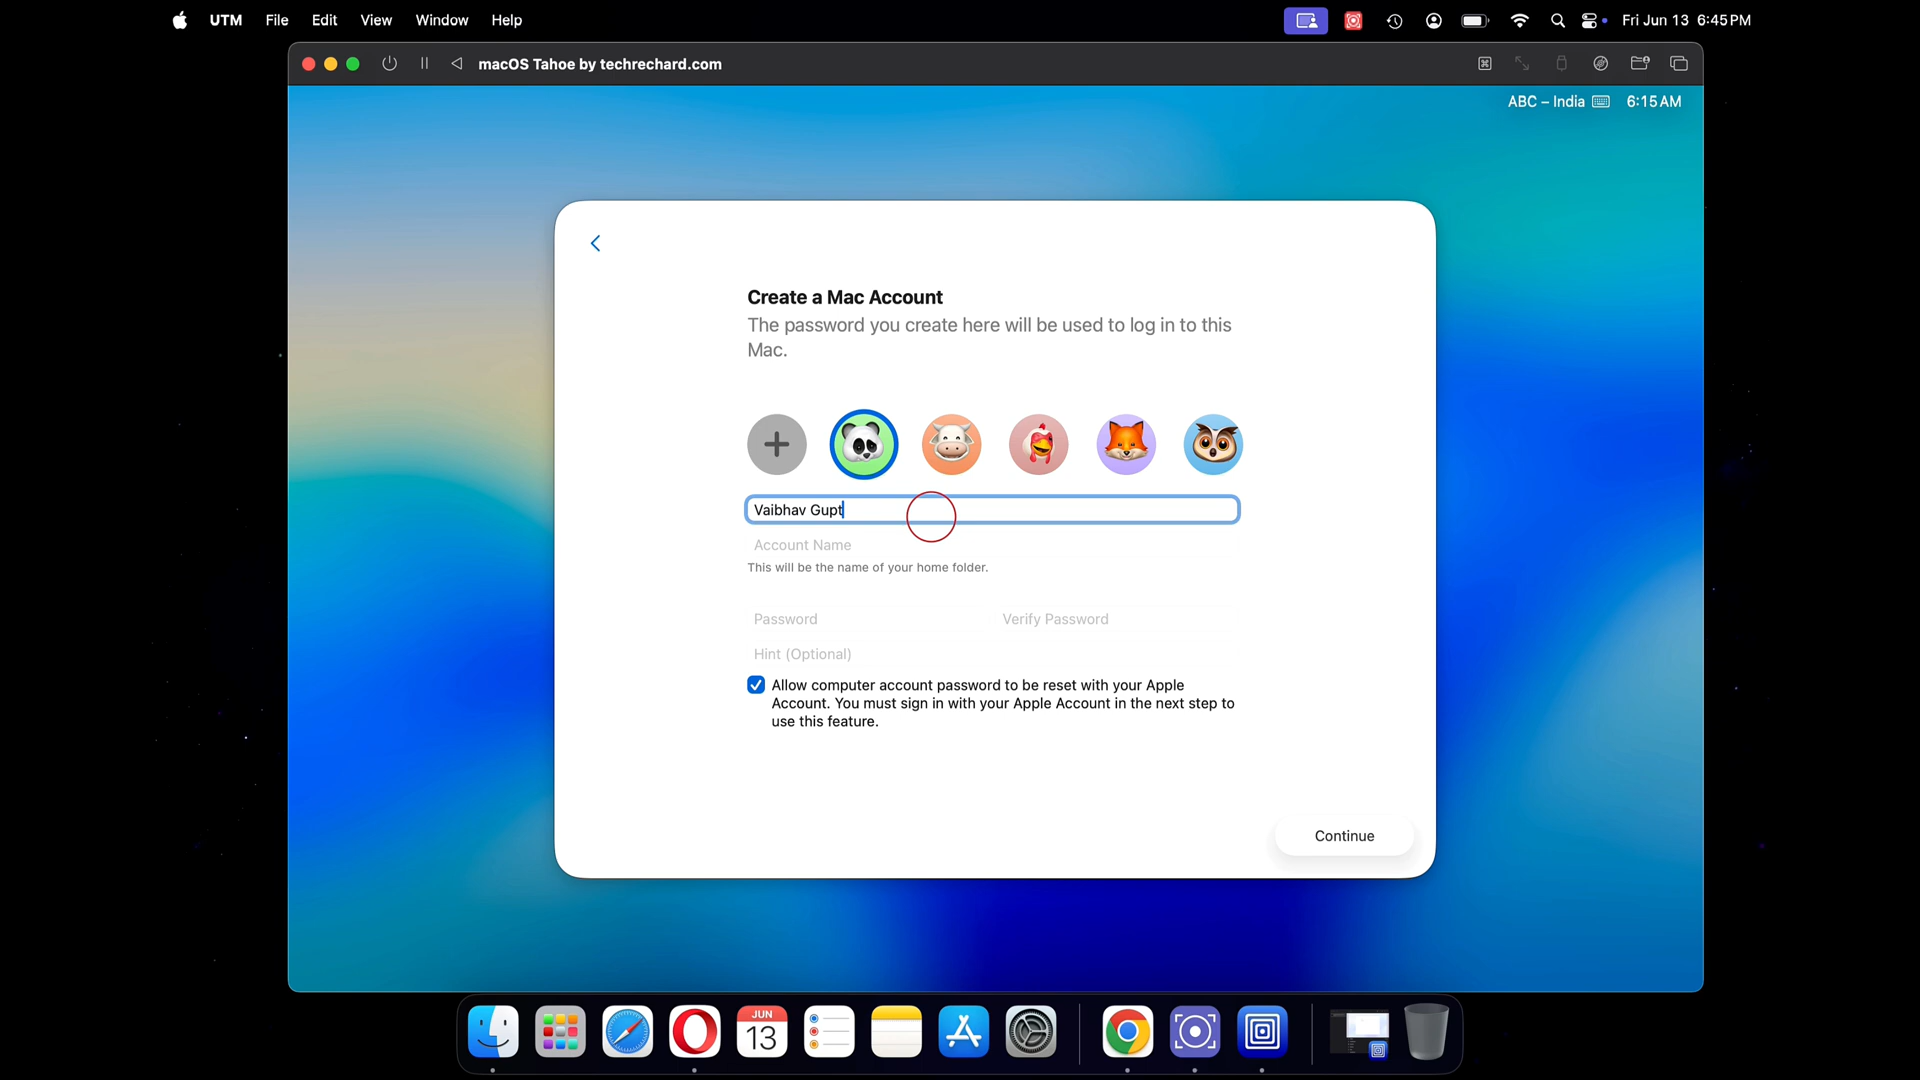 UTM File Edit View Window Help Fri Jun 13 6:45 PM
macOS Tahoe by techrechard.com
ABC – India 6:15 AM
Create a Mac Account
The password you create here will be used to log in to this
Mac.
Vaibhav Gupt
Account Name
This will be the name of your home folder.
Password Verify Password
Hint (Optional)
Allow computer account password to be reset with your Apple
Account. You must sign in with your Apple Account in the next step to
use this feature.
Continue
JUN
13